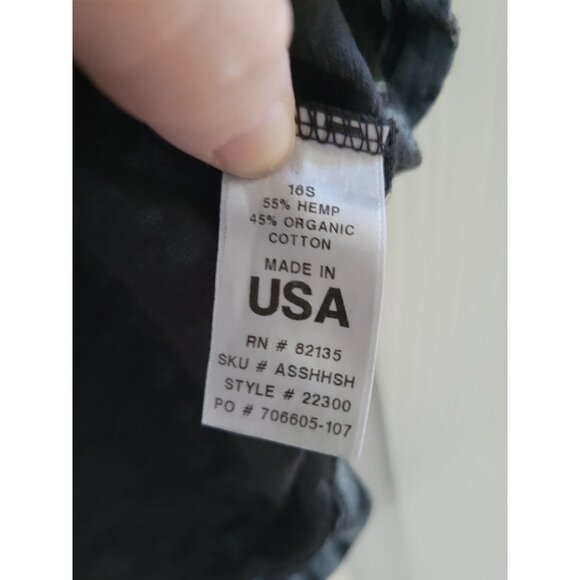 16S
55% HEMP
45% ORGANIC
COTTON
MADE IN
USA
RN # 82135
SKU # ASSHHSH
STYLE # 22300
PO # 706605-107